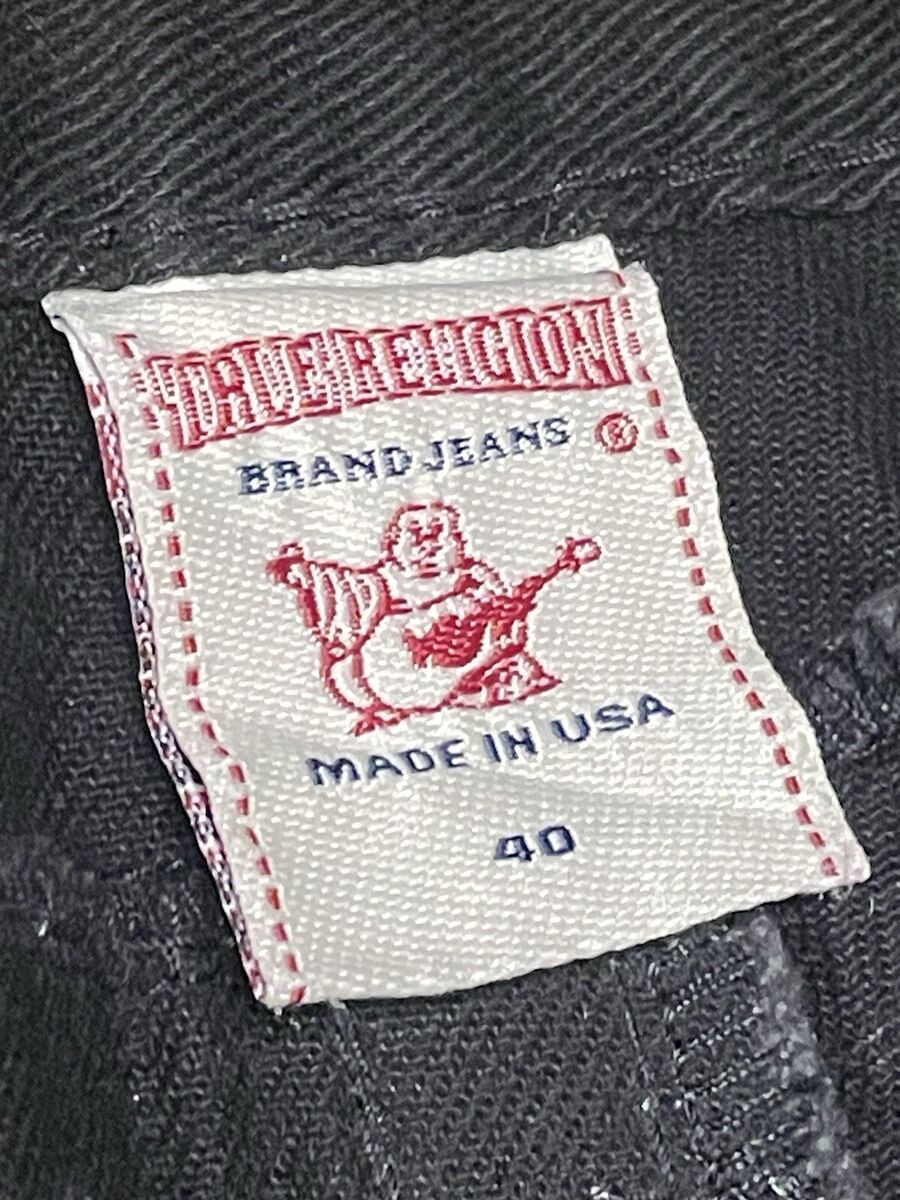 TRUE RELIGION
BRAND JEANS ®
MADE IN USA
40